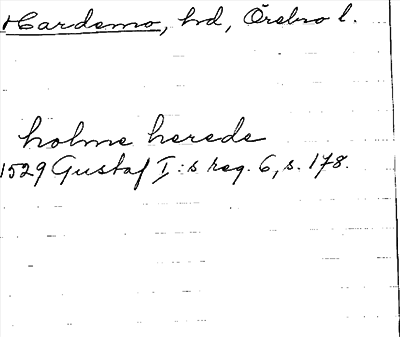 Hardemo, hd, Örebro l.
holme herede
1529 Gustaf I:s reg. 6, s. 178.